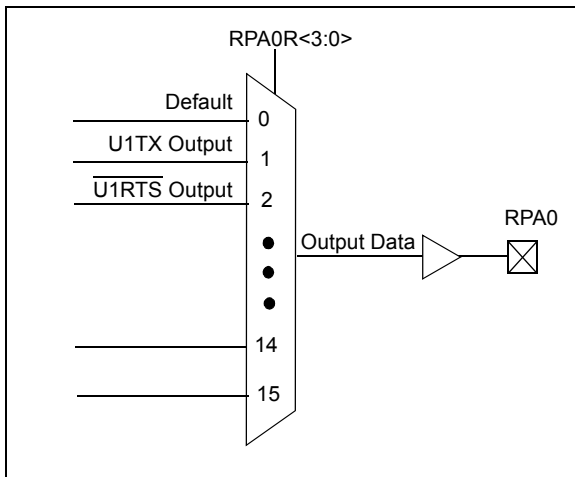 RPA0R<3:0>
Default
0
U1TX Output
1
U1RTS Output
2
RPA0
Output Data
14
15